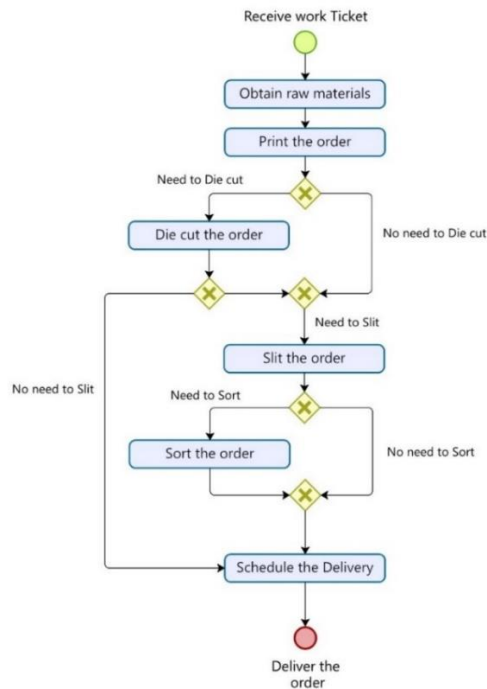 Receive work Ticket
Obtain raw materials
Print the order
Need to Die cut
Die cut the order
No need to Die cut
Need to Slit
Slit the order
No need to Slit
Need to Sort
Sort the order
No need to Sort
Schedule the Delivery
Deliver the
order